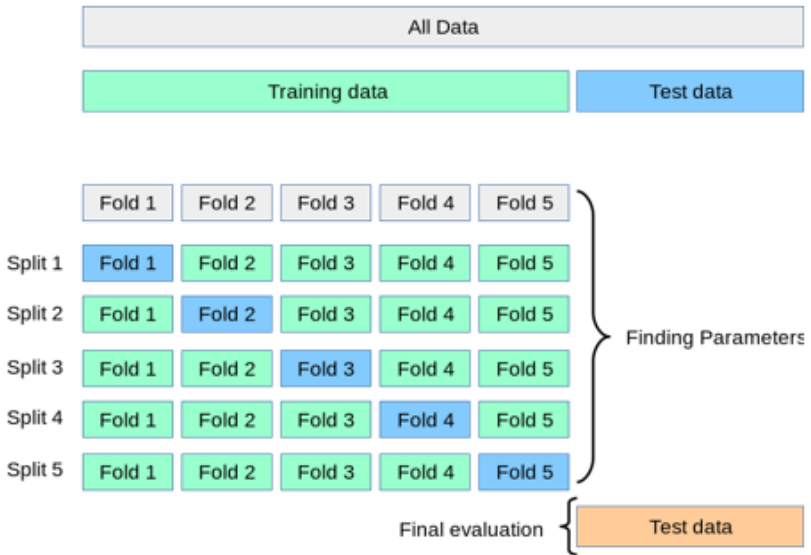 All Data
Training data Test data
Fold 1 Fold 2 Fold 3 Fold 4 Fold 5
Split 1 Fold 1 Fold 2 Fold 3 Fold 4 Fold 5
Split 2 Fold 1 Fold 2 Fold 3 Fold 4 Fold 5
Finding Parameters
Split 3 Fold 1 Fold 2 Fold 3 Fold 4 Fold 5
Split 4 Fold 1 Fold 2 Fold 3 Fold 4 Fold 5
Split 5 Fold 1 Fold 2 Fold 3 Fold 4 Fold 5
Final evaluation Test data